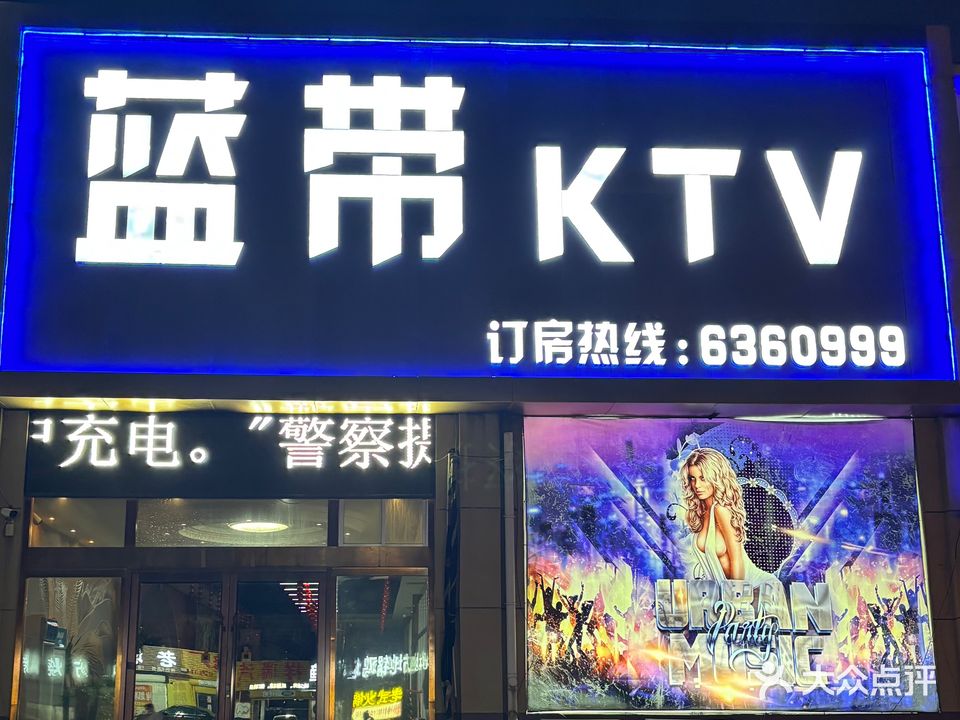 蓝带 KTV
订房热线:6360999
充电。"警察提
URBAN
Party
MUSIC
大众点评